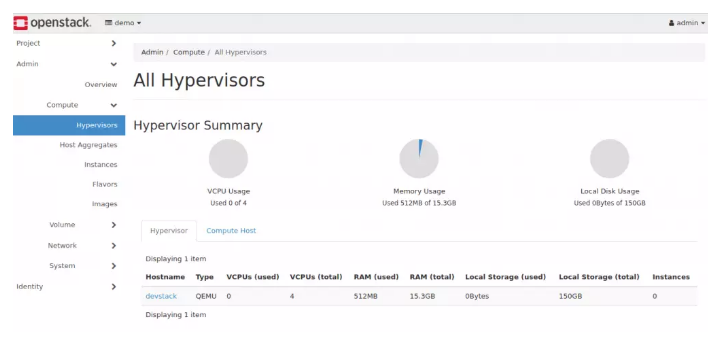 openstack. demo admin
Project
Admin
Overview
Compute
Hypervisors
Host Aggregates
Instances
Flavors
Images
Volume
Network
System
Identity
Admin / Compute / All Hypervisors
All Hypervisors
Hypervisor Summary
VCPU Usage
Used 0 of 4
Memory Usage
Used 512MB of 15.3GB
Local Disk Usage
Used 0Bytes of 150GB
Hypervisor Compute Host
Displaying 1 item
Hostname Type VCPUs (used) VCPUs (total) RAM (used) RAM (total) Local Storage (used) Local Storage (total) Instances
devstack QEMU 0 4 512MB 15.3GB 0Bytes 150GB 0
Displaying 1 item